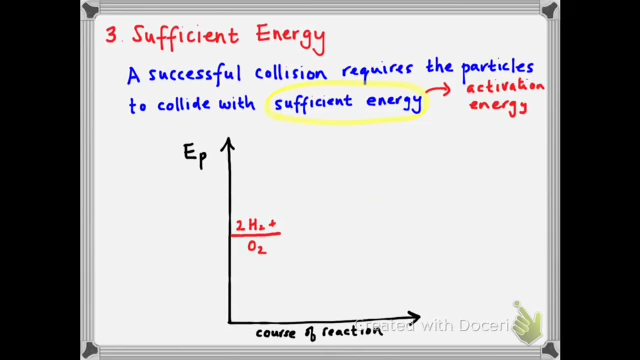 3. Sufficient Energy
A successful collision requires the particles
to collide with sufficient energy → activation
energy
Ep
2H₂ +
O₂
course of reaction
Created with Doceri